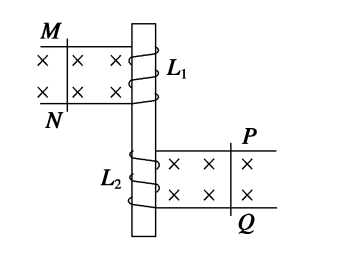 M
× × ×
L₁
× × ×
N
P
× × ×
L₂
× × ×
Q